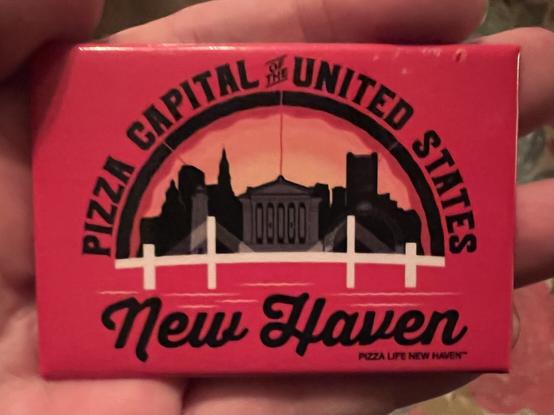 PIZZA CAPITAL OF THE UNITED STATES
New Haven
PIZZA LIFE NEW HAVEN™